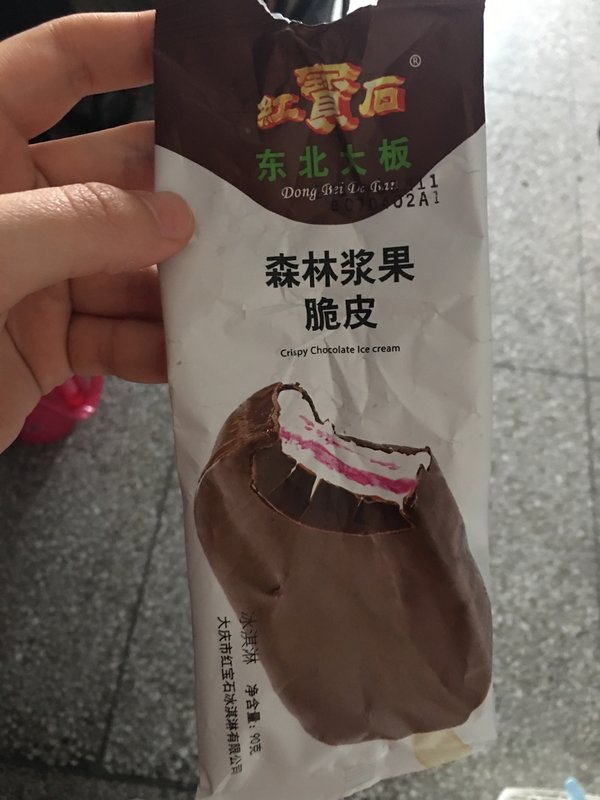 紅寶石®
东北大板
Dong Bei Da Ban
森林浆果
脆皮
Crispy Chocolate Ice cream
冰淇淋
净含量：90克
大庆市红宝石冰淇淋有限公司